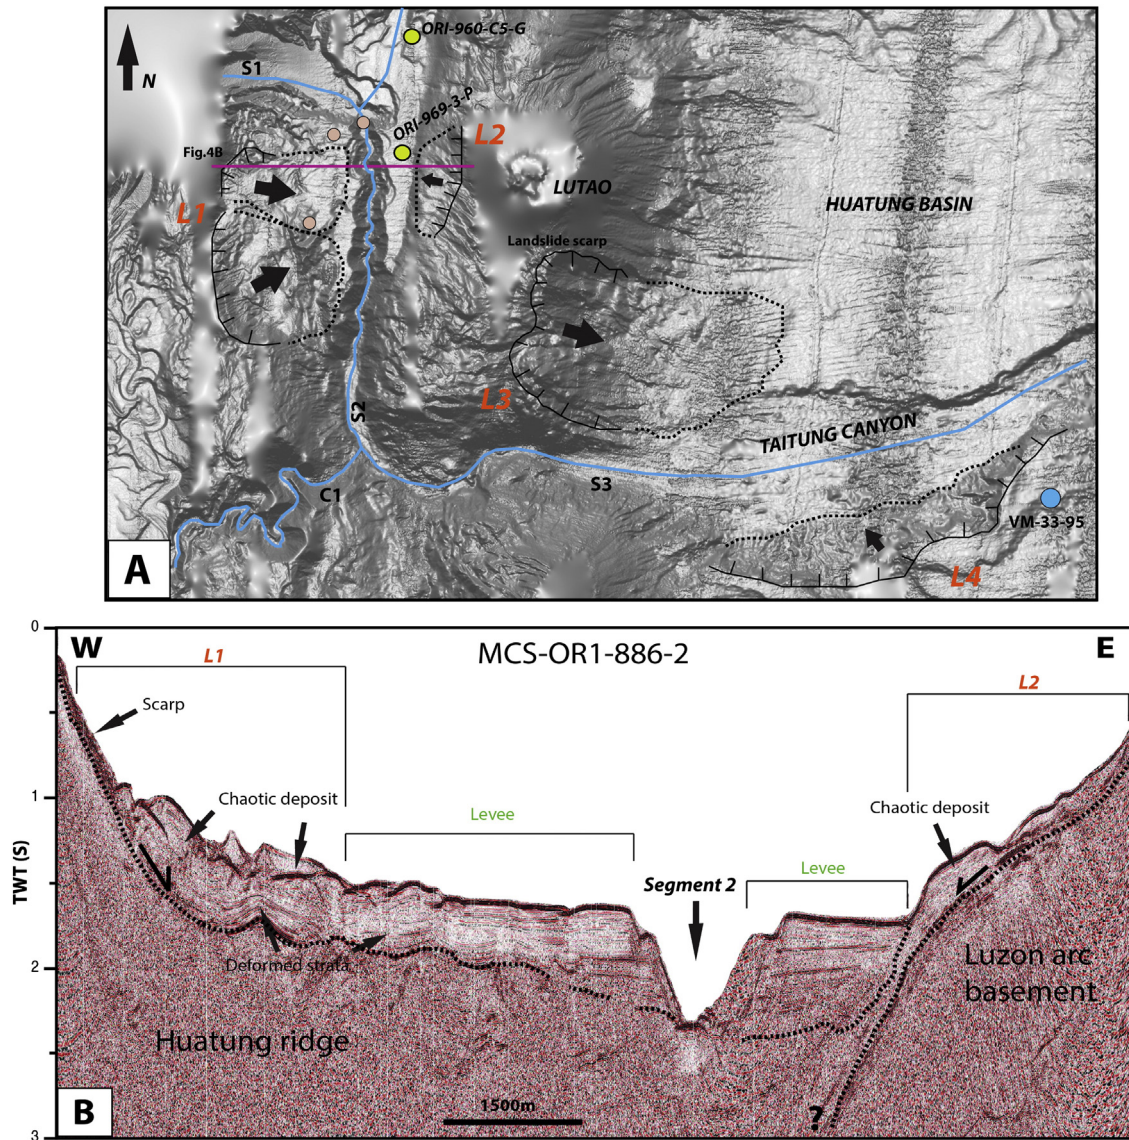 ORI-960-C5-G
S1
N
ORI-969-3-P
L2
Fig.4B
LUTAO
HUATUNG BASIN
L1
Landslide scarp
L3
S2
TAITUNG CANYON
C1
S3
VM-33-95
L4
A
0
W
MCS-OR1-886-2
E
L1
L2
Scarp
1
Chaotic deposit
Chaotic deposit
Levee
Levee
Segment 2
TWT (S)
2
Deformed strata
Luzon arc
basement
Huatung ridge
1500m
?
B
3